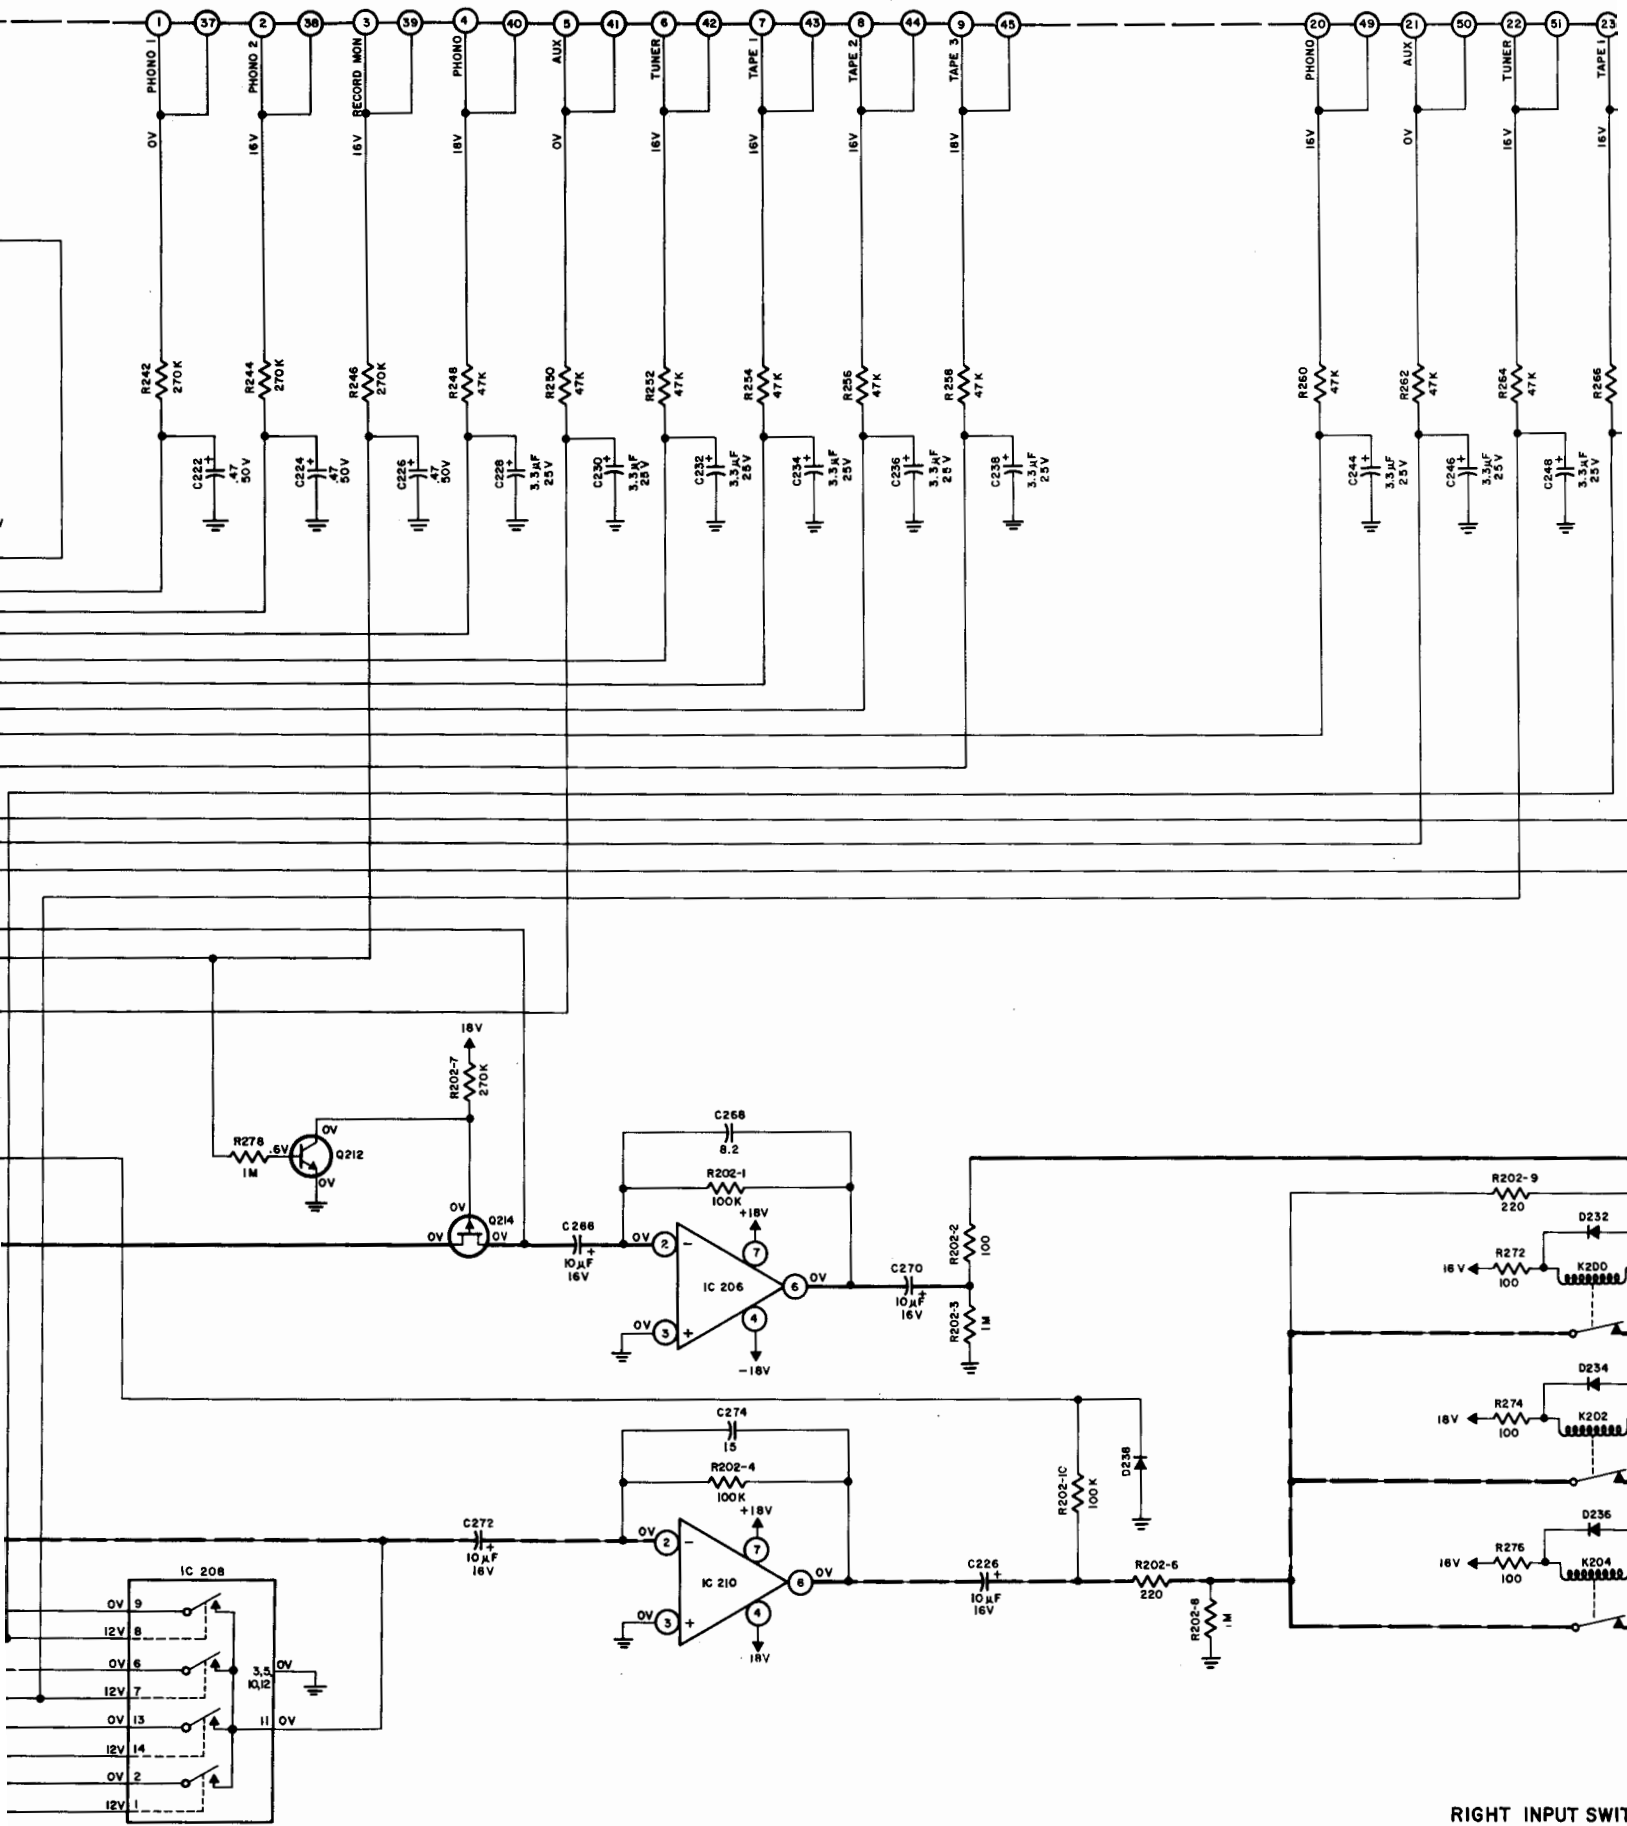 1 37 2 38 3 39 4 40 5 41 6 42 7 43 8 44 9 45 20 49 21 50 22 51 23
PHONO 1 PHONO 2 RECORD MON PHONO AUX TUNER TAPE 1 TAPE 2 TAPE 3 PHONO AUX TUNER TAPE 1
0V 16V 16V 18V 0V 16V 16V 16V 18V 16V 0V 16V 16V
R242 270K R244 270K R246 270K R248 47K R250 47K R252 47K R254 47K R256 47K R258 47K R260 47K R262 47K R264 47K R266
C222 + .47 50V
C224 + .47 50V
C226 + .47 50V
C228 + 3.3µF 25V
C230 + 3.3µF 25V
C232 + 3.3µF 25V
C234 + 3.3µF 25V
C236 + 3.3µF 25V
C238 + 3.3µF 25V
C244 + 3.3µF 25V
C246 + 3.3µF 25V
C248 + 3.3µF 25V
18V
R202-7
270K
0V
R278 .6V Q212
1M
0V
0V
Q214
0V 0V
C266
+
10µF
16V
C268
8.2
R202-1
100K
+18V
7
0V 2 −
IC 206
6 0V
4
0V 3 +
−18V
C270
10µF +
16V
R202-2
100
R202-3
1M
R202-9
220
D232
R272
16V K200
100
D234
R274
18V K202
100
D236
R276
16V K204
100
C274
15
R202-4
100K
+18V
7
0V 2 −
IC 210
6 0V
4
0V 3 +
18V
C272
+
10µF
16V
C226
+
10µF
16V
R202-10
100K
D238
R202-6
220
R202-8
1M
IC 208
0V 9
12V 8
0V 6
3,5, 0V
10,12
12V 7
0V 13
11 0V
12V 14
0V 2
12V 1
RIGHT INPUT SWIT